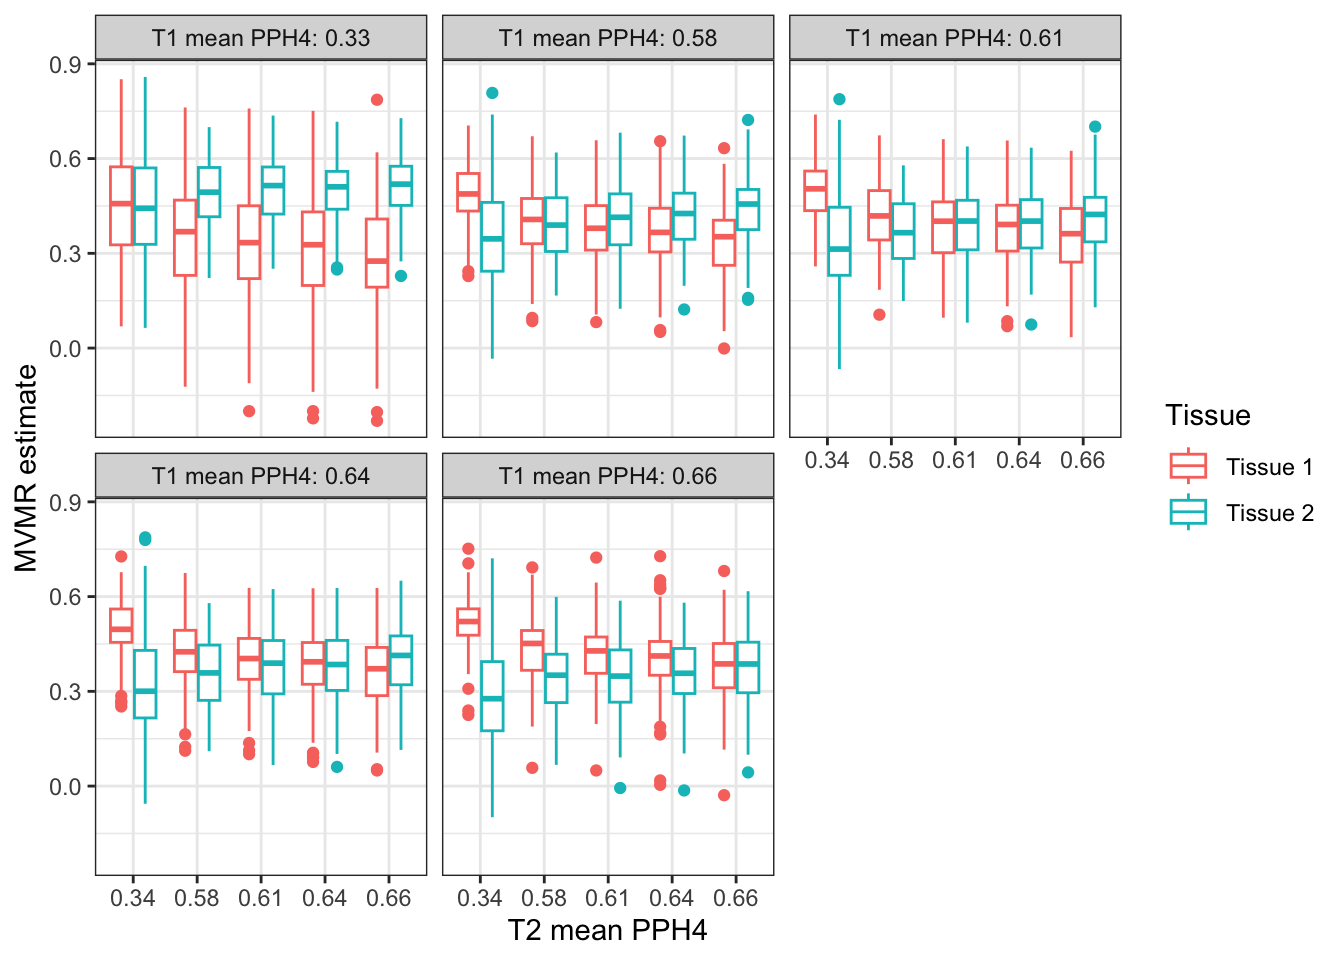 T1 mean PPH4: 0.33
T1 mean PPH4: 0.58
T1 mean PPH4: 0.61
0.9
0.6
0.3
0.0
0.34 0.58 0.61 0.64 0.66
T1 mean PPH4: 0.64
T1 mean PPH4: 0.66
0.9
0.6
0.3
0.0
0.34 0.58 0.61 0.64 0.66
0.34 0.58 0.61 0.64 0.66
T2 mean PPH4
MVMR estimate
Tissue
Tissue 1
Tissue 2